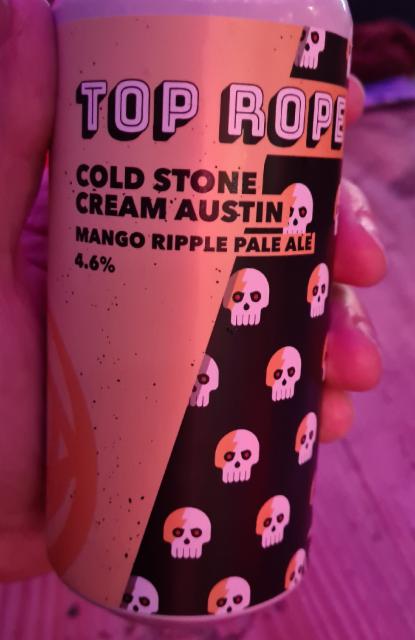 TOP ROPE
COLD STONE
CREAM AUSTIN
MANGO RIPPLE PALE ALE
4.6%